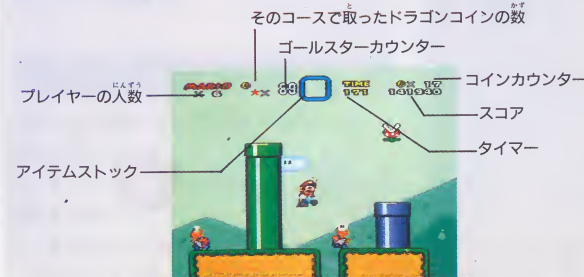 そのコースで取ったドラゴンコインの数
ゴールスターカウンター
コインカウンター
プレイヤーの人数
スコア
タイマー
アイテムストック
MARIO
× 6
★×
89
TIME
171
× 17
141940